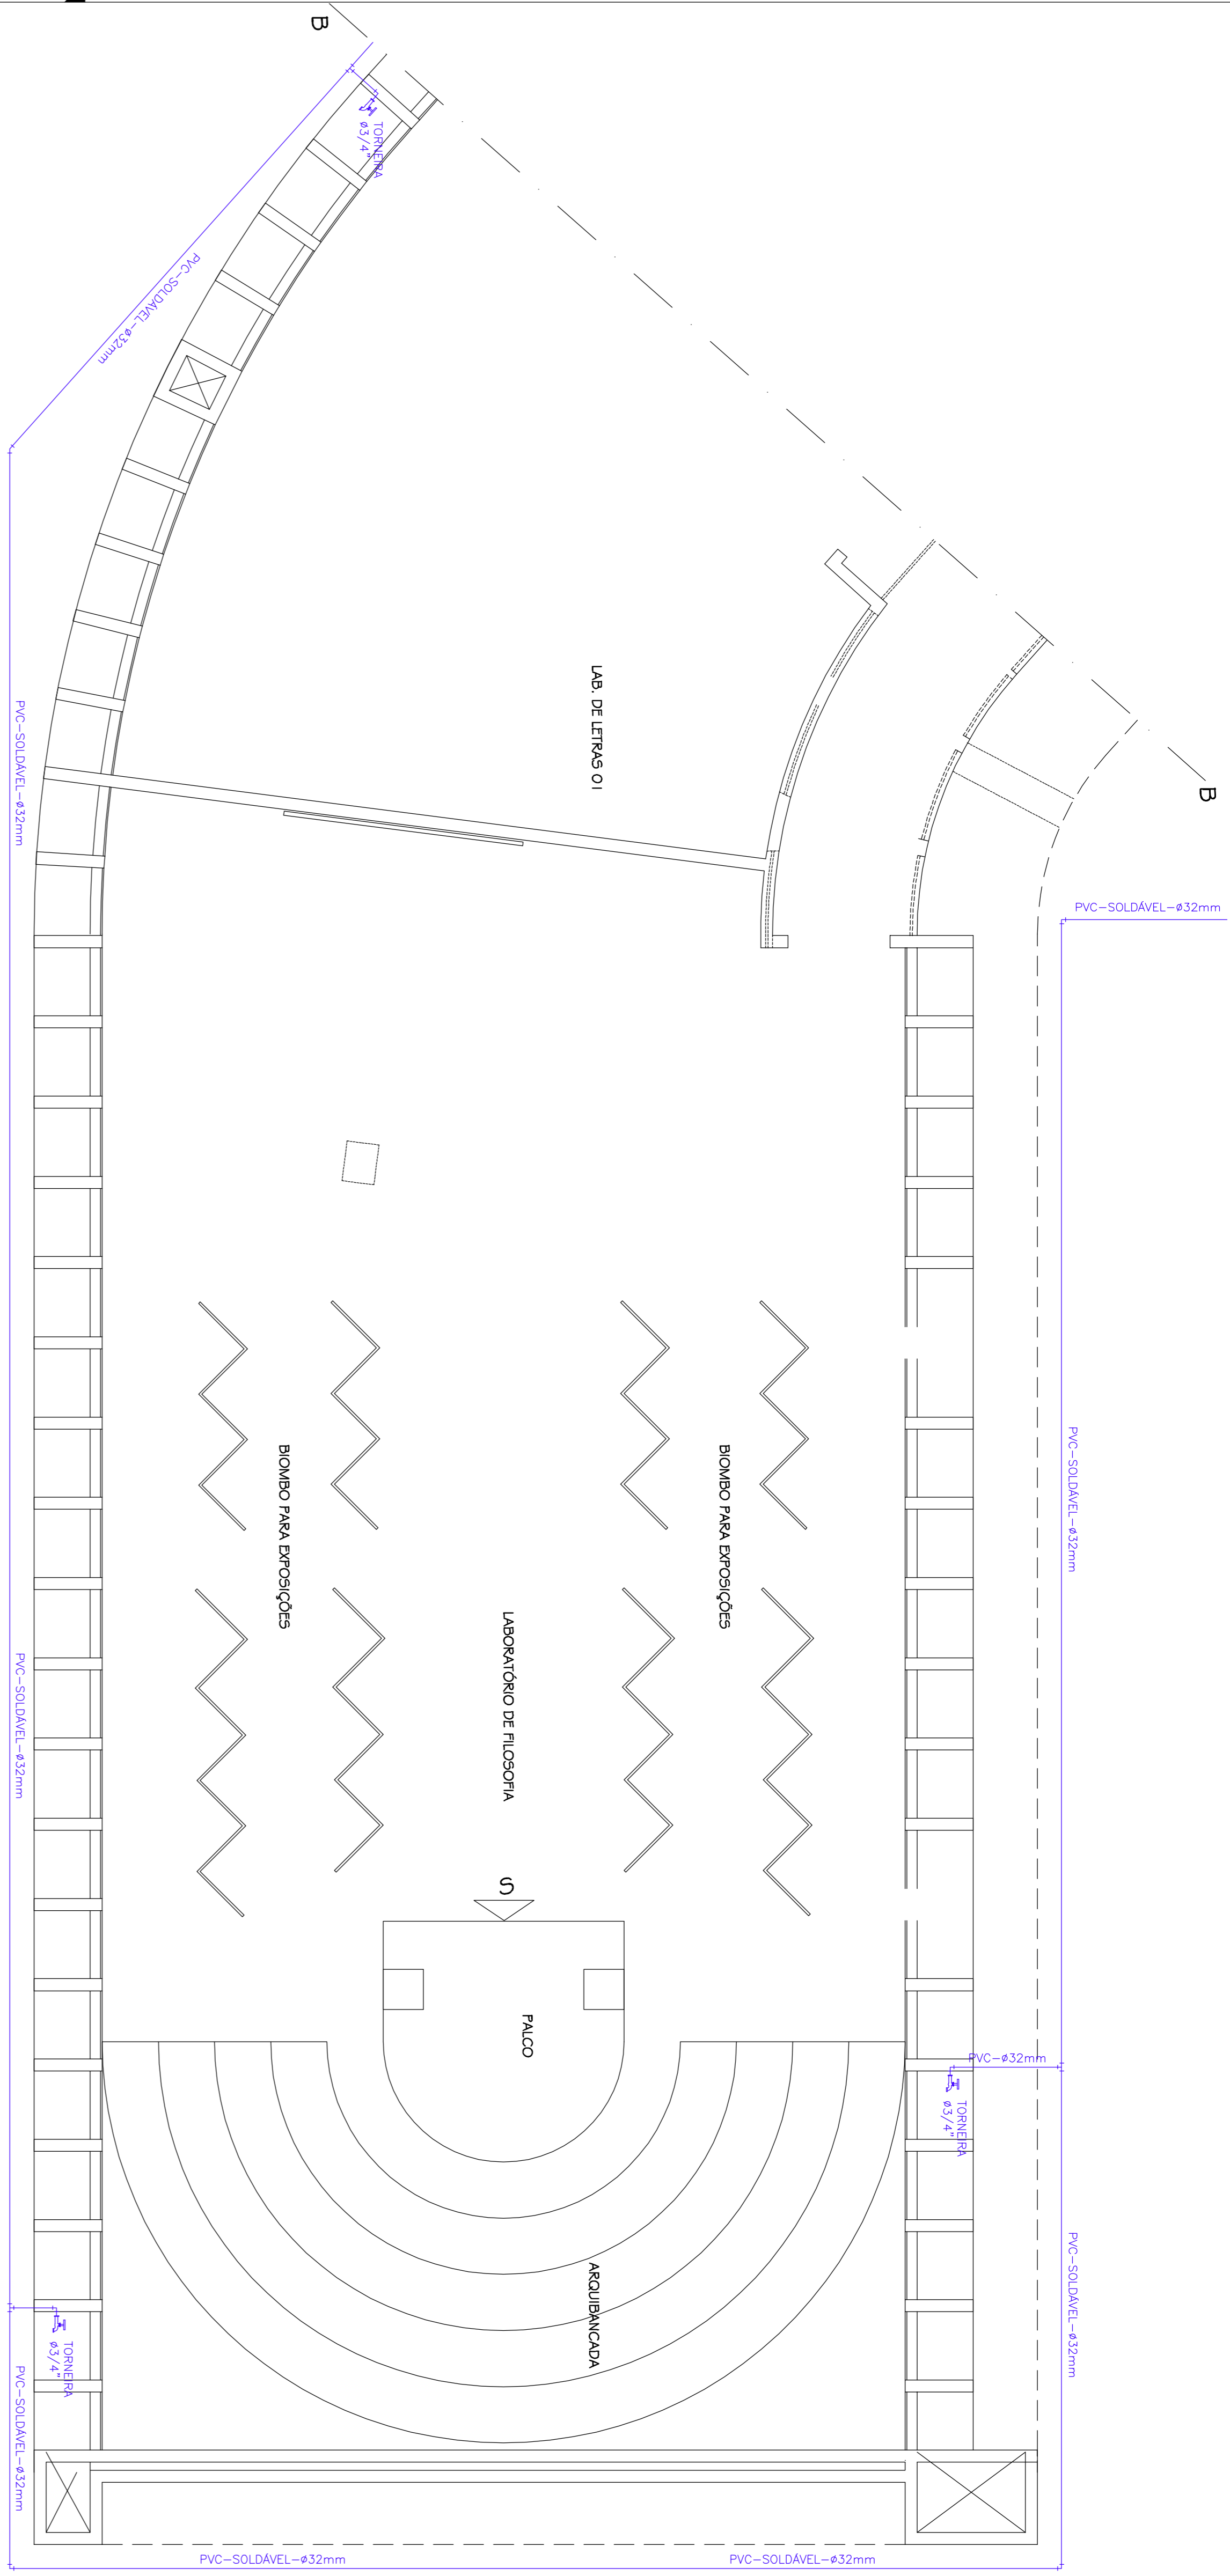 B
TORNEIRA
ø3/4"
PVC-SOLDÁVEL-ø32mm
LAB. DE LETRAS 01
B
PVC-SOLDÁVEL-ø32mm
PVC-SOLDÁVEL-ø32mm
BIOMBO PARA EXPOSIÇÕES
BIOMBO PARA EXPOSIÇÕES
PVC-SOLDÁVEL-ø32mm
LABORATÓRIO DE FILOSOFIA
PVC-SOLDÁVEL-ø32mm
S
PALCO
PVC-ø32mm
TORNEIRA
ø3/4"
ARQUIBANCADA
PVC-SOLDÁVEL-ø32mm
TORNEIRA
ø3/4"
PVC-SOLDÁVEL-ø32mm
PVC-SOLDÁVEL-ø32mm
PVC-SOLDÁVEL-ø32mm